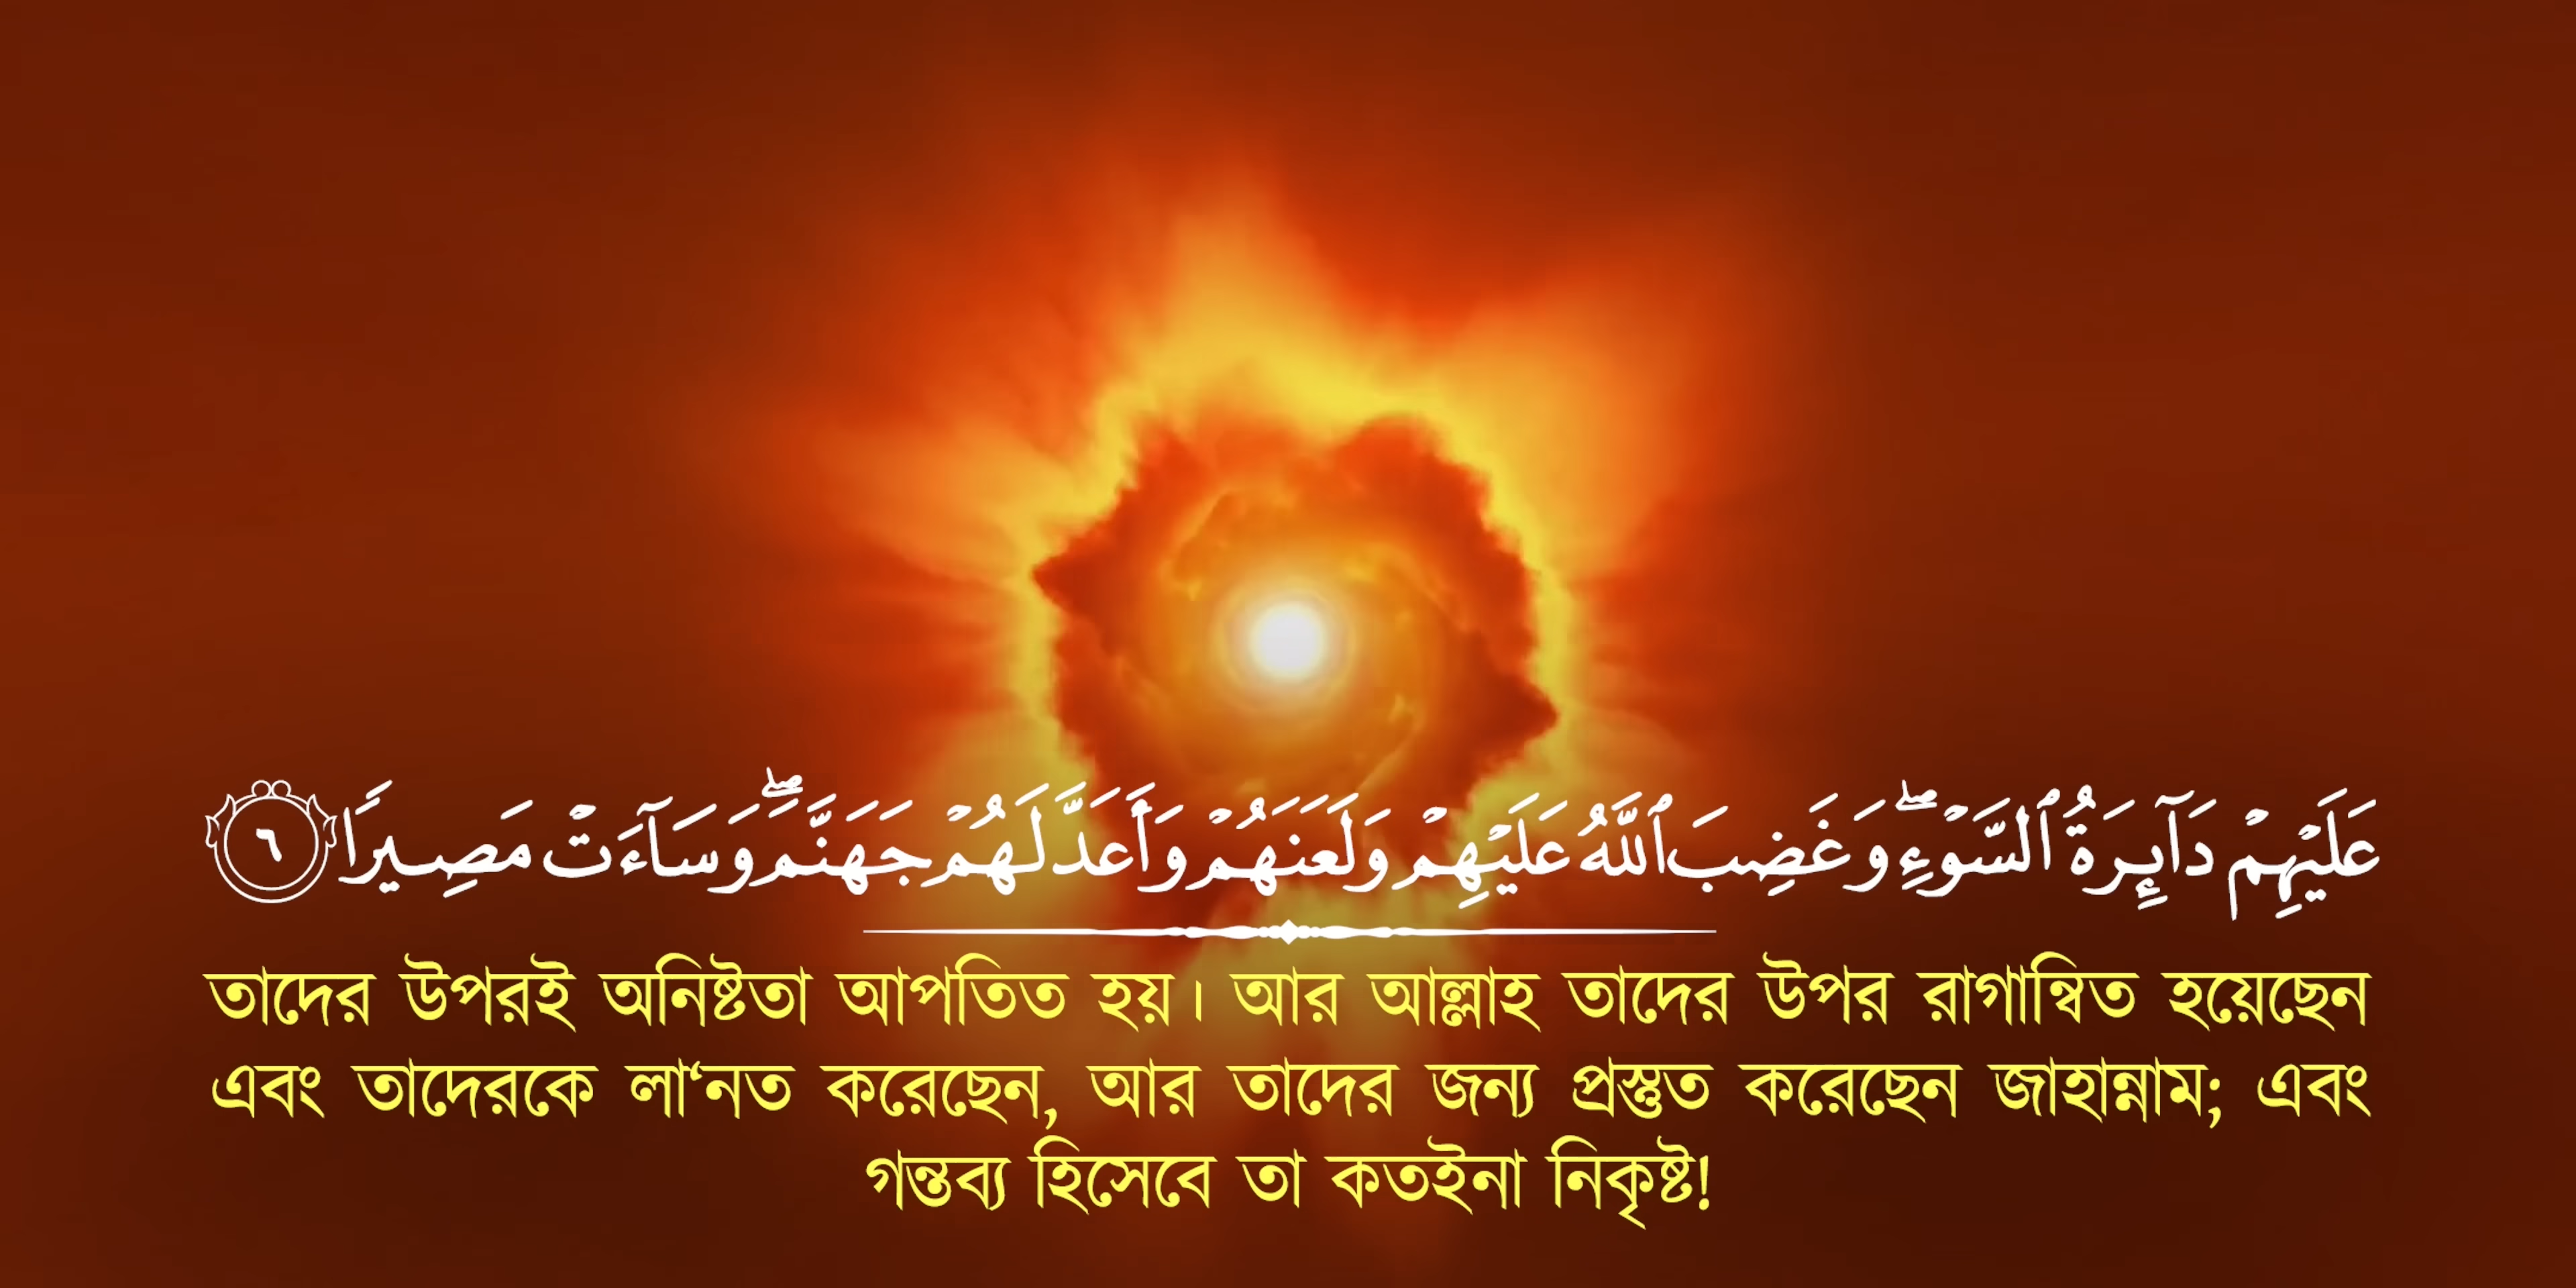 عَلَيْهِمْ دَآئِرَةُ ٱلسَّوْءِ ۖ وَغَضِبَ ٱللَّهُ عَلَيْهِمْ وَلَعَنَهُمْ وَأَعَدَّ لَهُمْ جَهَنَّمَ ۖ وَسَآءَتْ مَصِيرًا ٦
তাদের উপরই অনিষ্টতা আপতিত হয়। আর আল্লাহ তাদের উপর রাগান্বিত হয়েছেন
এবং তাদেরকে লা‘নত করেছেন, আর তাদের জন্য প্রস্তুত করেছেন জাহান্নাম; এবং
গন্তব্য হিসেবে তা কতইনা নিকৃষ্ট!